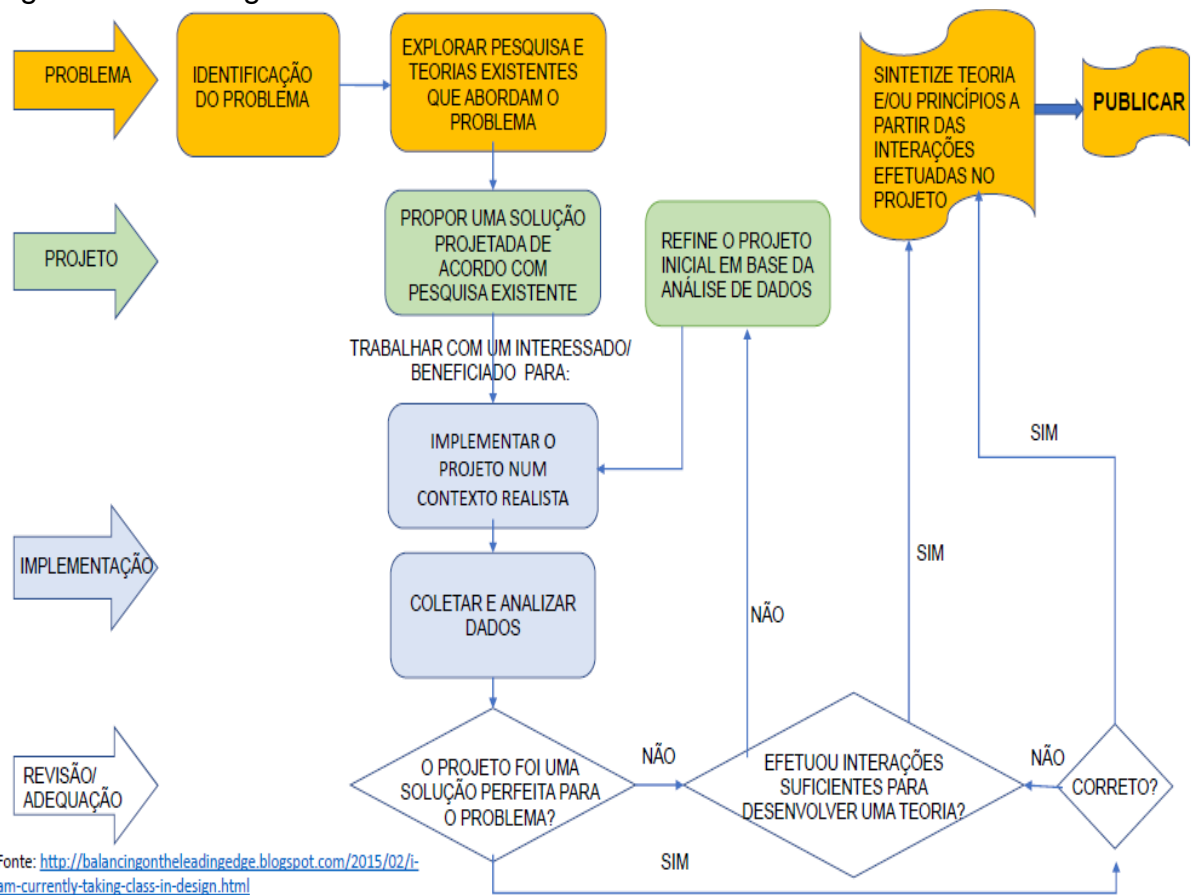 PROBLEMA
IDENTIFICAÇÃO
DO PROBLEMA
EXPLORAR PESQUISA E
TEORIAS EXISTENTES
QUE ABORDAM O
PROBLEMA
SINTETIZE TEORIA
E/OU PRINCÍPIOS A
PARTIR DAS
INTERAÇÕES
EFETUADAS NO
PROJETO
PUBLICAR
PROJETO
PROPOR UMA SOLUÇÃO
PROJETADA DE
ACORDO COM
PESQUISA EXISTENTE
REFINE O PROJETO
INICIAL EM BASE DA
ANÁLISE DE DADOS
TRABALHAR COM UM INTERESSADO/
BENEFICIADO PARA:
IMPLEMENTAR O
PROJETO NUM
CONTEXTO REALISTA
SIM
IMPLEMENTAÇÃO
COLETAR E ANALIZAR
DADOS
NÃO
SIM
REVISÃO/
ADEQUAÇÃO
O PROJETO FOI UMA
SOLUÇÃO PERFEITA PARA
O PROBLEMA?
NÃO
EFETUOU INTERAÇÕES
SUFICIENTES PARA
DESENVOLVER UMA TEORIA?
NÃO
CORRETO?
SIM
Fonte: http://balancingontheleadingedge.blogspot.com/2015/02/i-
am-currently-taking-class-in-design.html